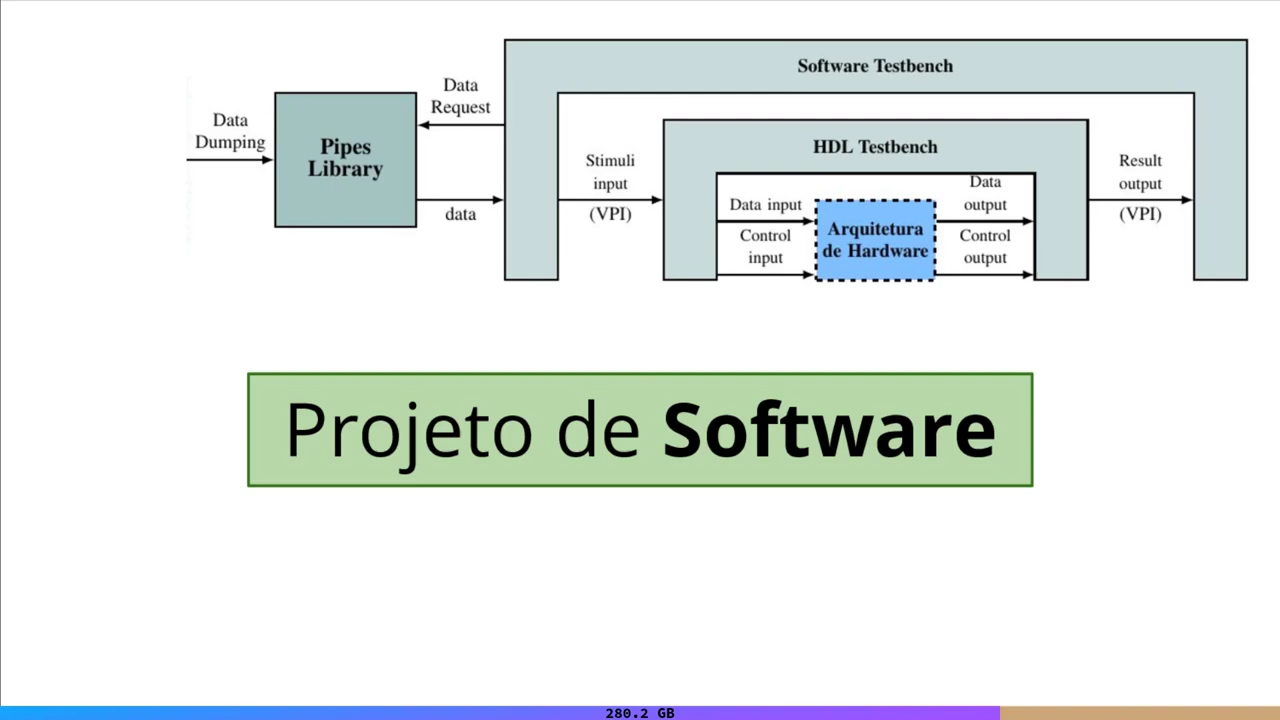 Software Testbench
Data
Request
Data
Dumping
Pipes
Library
data
Stimuli
input
(VPI)
HDL Testbench
Data input
Control
input
Arquitetura
de Hardware
Data
output
Control
output
Result
output
(VPI)
Projeto de Software
280.2 GB